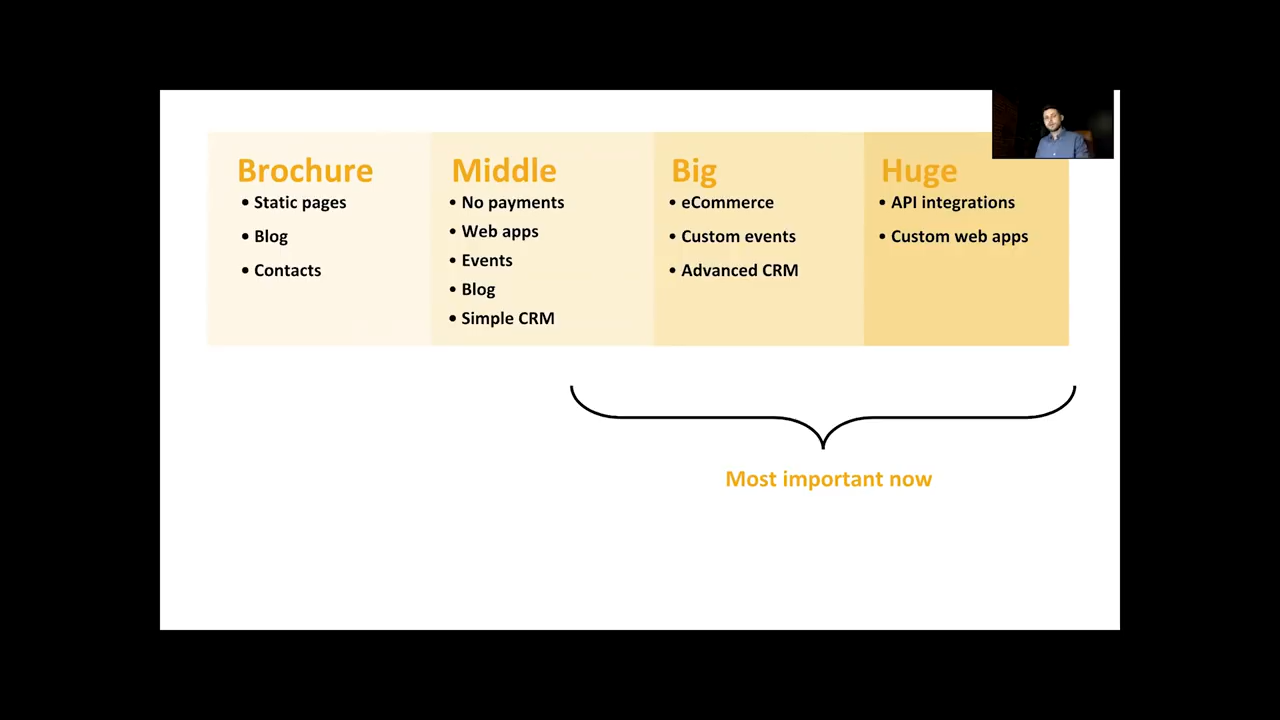 Brochure
• Static pages
• Blog
• Contacts
Middle
• No payments
• Web apps
• Events
• Blog
• Simple CRM
Big
• eCommerce
• Custom events
• Advanced CRM
Huge
• API integrations
• Custom web apps
Most important now